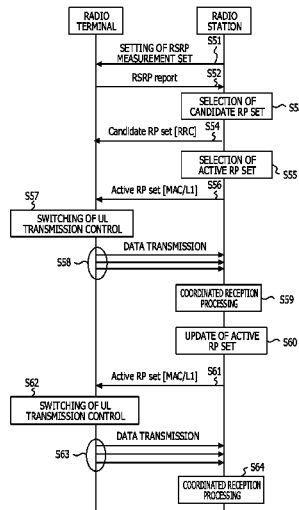 RADIO
TERMINAL
RADIO
STATION
S51
SETTING OF RSRP
MEASUREMENT SET
S52
RSRP report
SELECTION OF
CANDIDATE RP SET
S54
Candidate RP set [RRC]
SELECTION OF
ACTIVE RP SET
S55
S57
S56
Active RP set [MAC/L1]
SWITCHING OF UL
TRANSMISSION CONTROL
DATA TRANSMISSION
S58
COORDINATED RECEPTION
PROCESSING
S59
UPDATE OF ACTIVE
RP SET
S60
S62
S61
Active RP set [MAC/L1]
SWITCHING OF UL
TRANSMISSION CONTROL
DATA TRANSMISSION
S63
S64
COORDINATED RECEPTION
PROCESSING